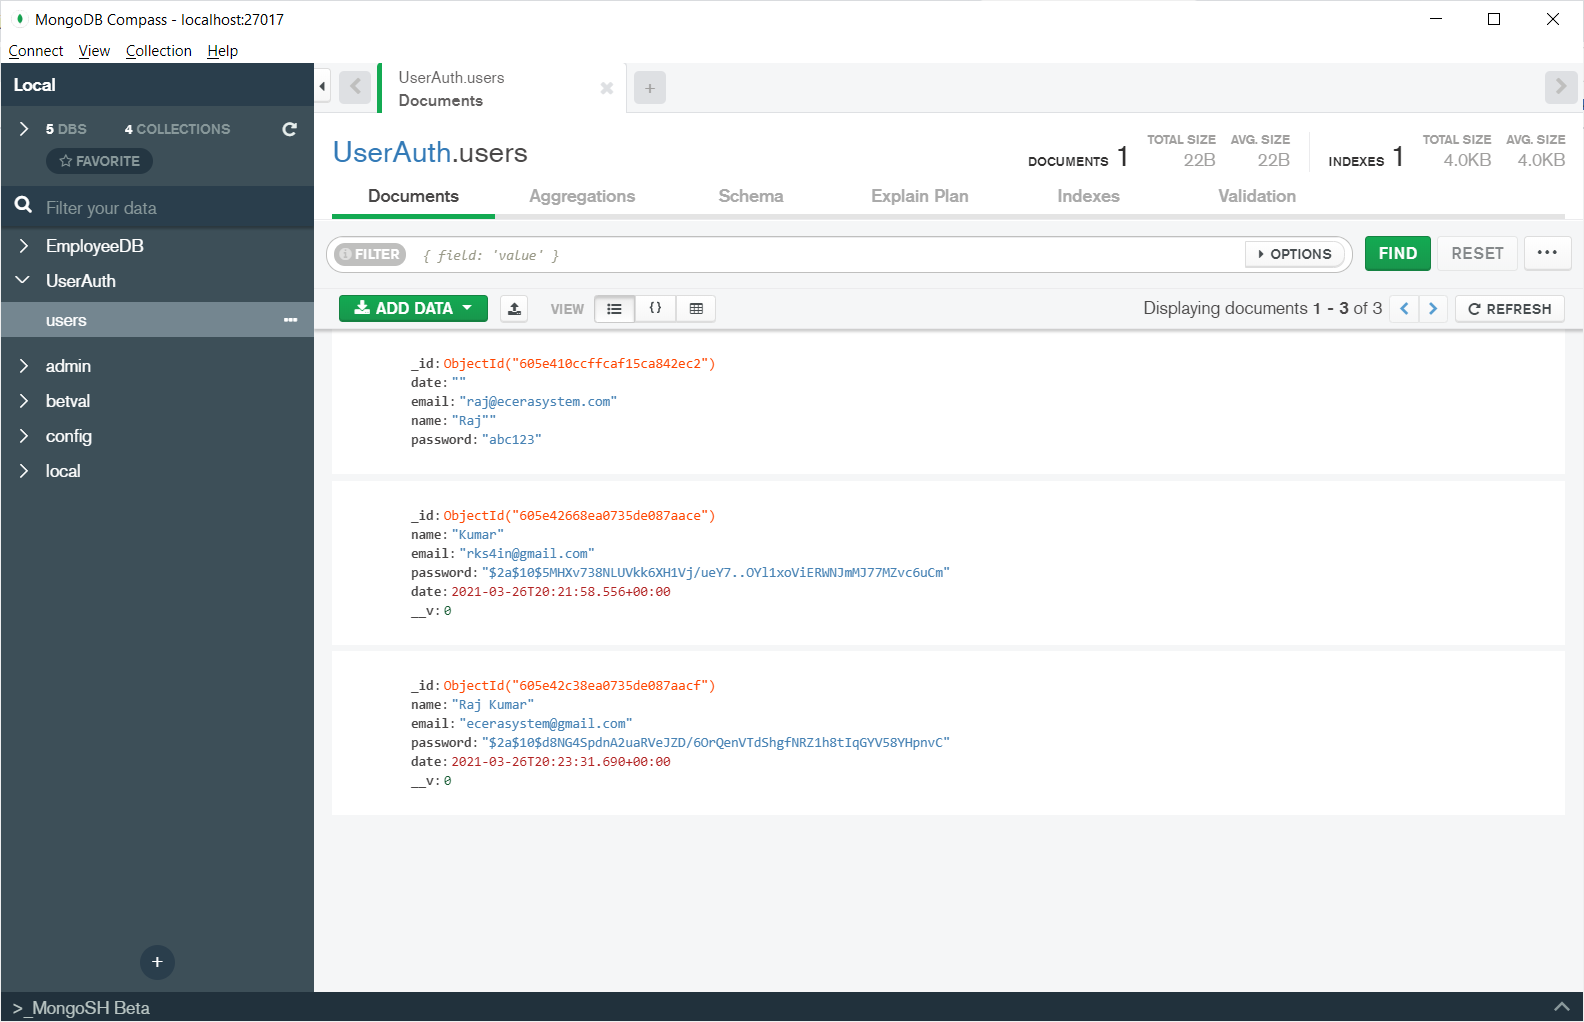 MongoDB Compass - localhost:27017
Connect View Collection Help
Local
5 DBS 4 COLLECTIONS
FAVORITE
Filter your data
EmployeeDB
UserAuth
users
admin
betval
config
local
UserAuth.users
Documents
UserAuth.users
DOCUMENTS 1 TOTAL SIZE 22B AVG. SIZE 22B
INDEXES 1 TOTAL SIZE 4.0KB AVG. SIZE 4.0KB
Documents Aggregations Schema Explain Plan Indexes Validation
FILTER { field: 'value' } OPTIONS FIND RESET
ADD DATA VIEW {} Displaying documents 1 - 3 of 3 REFRESH
_id: ObjectId("605e410ccffcaf15ca842ec2")
date: ""
email: "raj@ecerasystem.com"
name: "Raj""
password: "abc123"
_id: ObjectId("605e42668ea0735de087aace")
name: "Kumar"
email: "rks4in@gmail.com"
password: "$2a$10$5MHXv738NLUVkk6XH1Vj/ueY7..OYl1xoViERWNJmMJ77MZvc6uCm"
date: 2021-03-26T20:21:58.556+00:00
__v: 0
_id: ObjectId("605e42c38ea0735de087aacf")
name: "Raj Kumar"
email: "ecerasystem@gmail.com"
password: "$2a$10$d8NG4SpdnA2uaRVeJZD/6OrQenVTdShgfNRZ1h8tIqGYV58YHpnvC"
date: 2021-03-26T20:23:31.690+00:00
__v: 0
>_MongoSH Beta